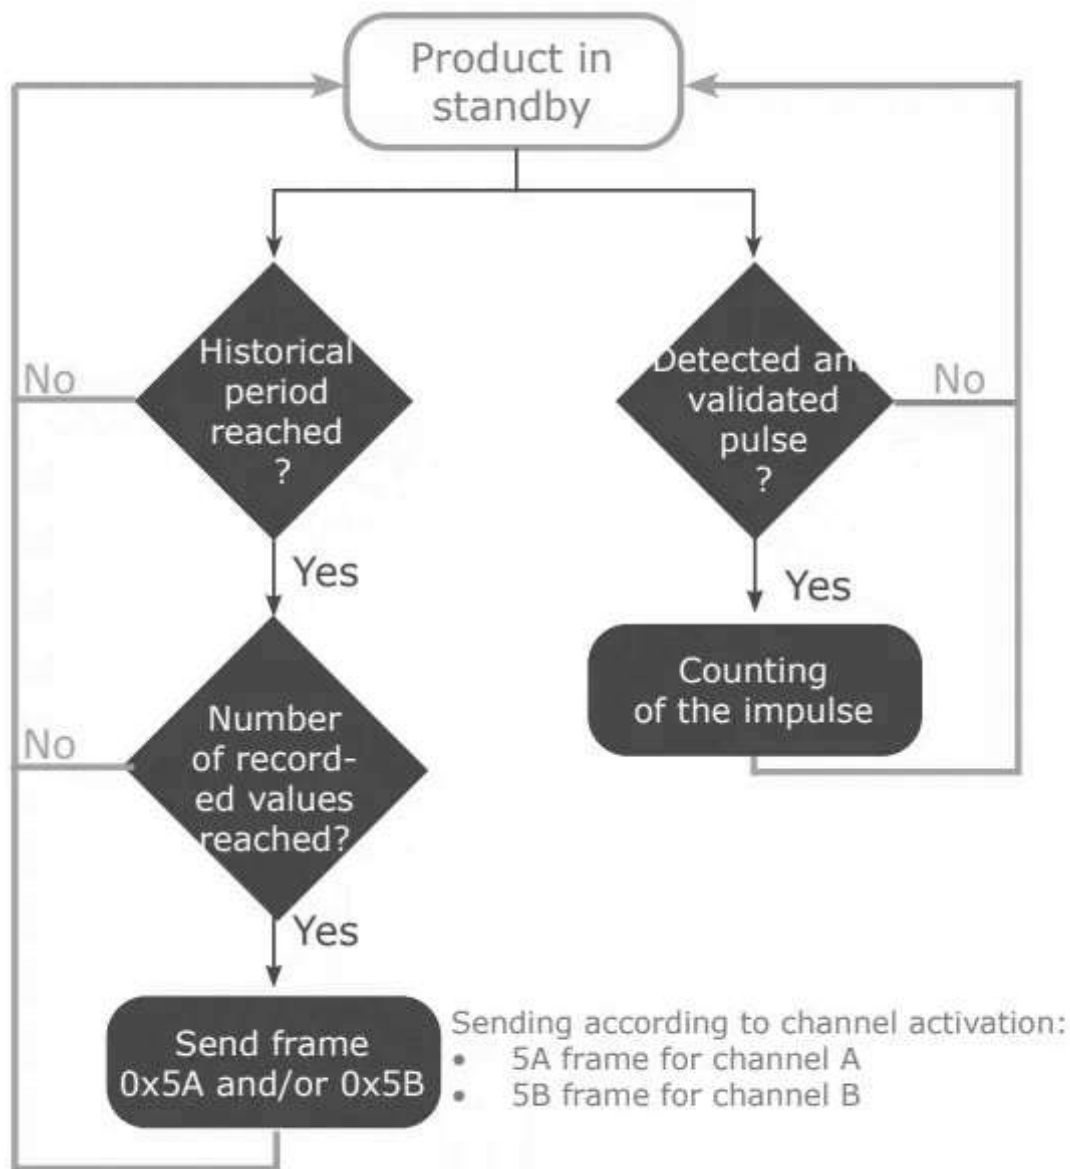 Product in
standby
Historical
period
reached
?
No
Detected an
validated
pulse
?
No
Yes
Yes
Counting
of the impulse
Number
of record-
ed values
reached?
No
Yes
Send frame
0x5A and/or 0x5B
Sending according to channel activation:
• 5A frame for channel A
• 5B frame for channel B